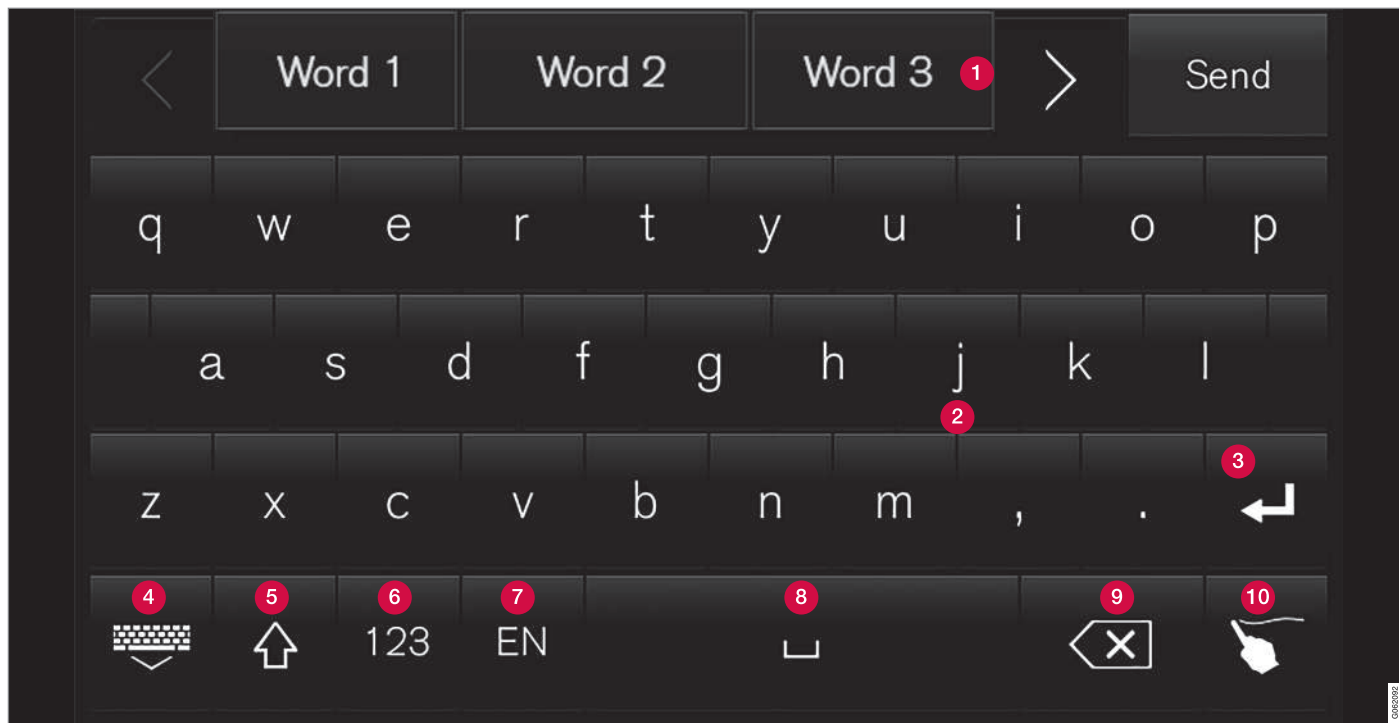 Word 1 Word 2 Word 3 1 Send
q w e r t y u i o p
a s d f g h j k l
2
3
z x c v b n m , .
4 5 6 7 8 9 10
123 EN
G062092